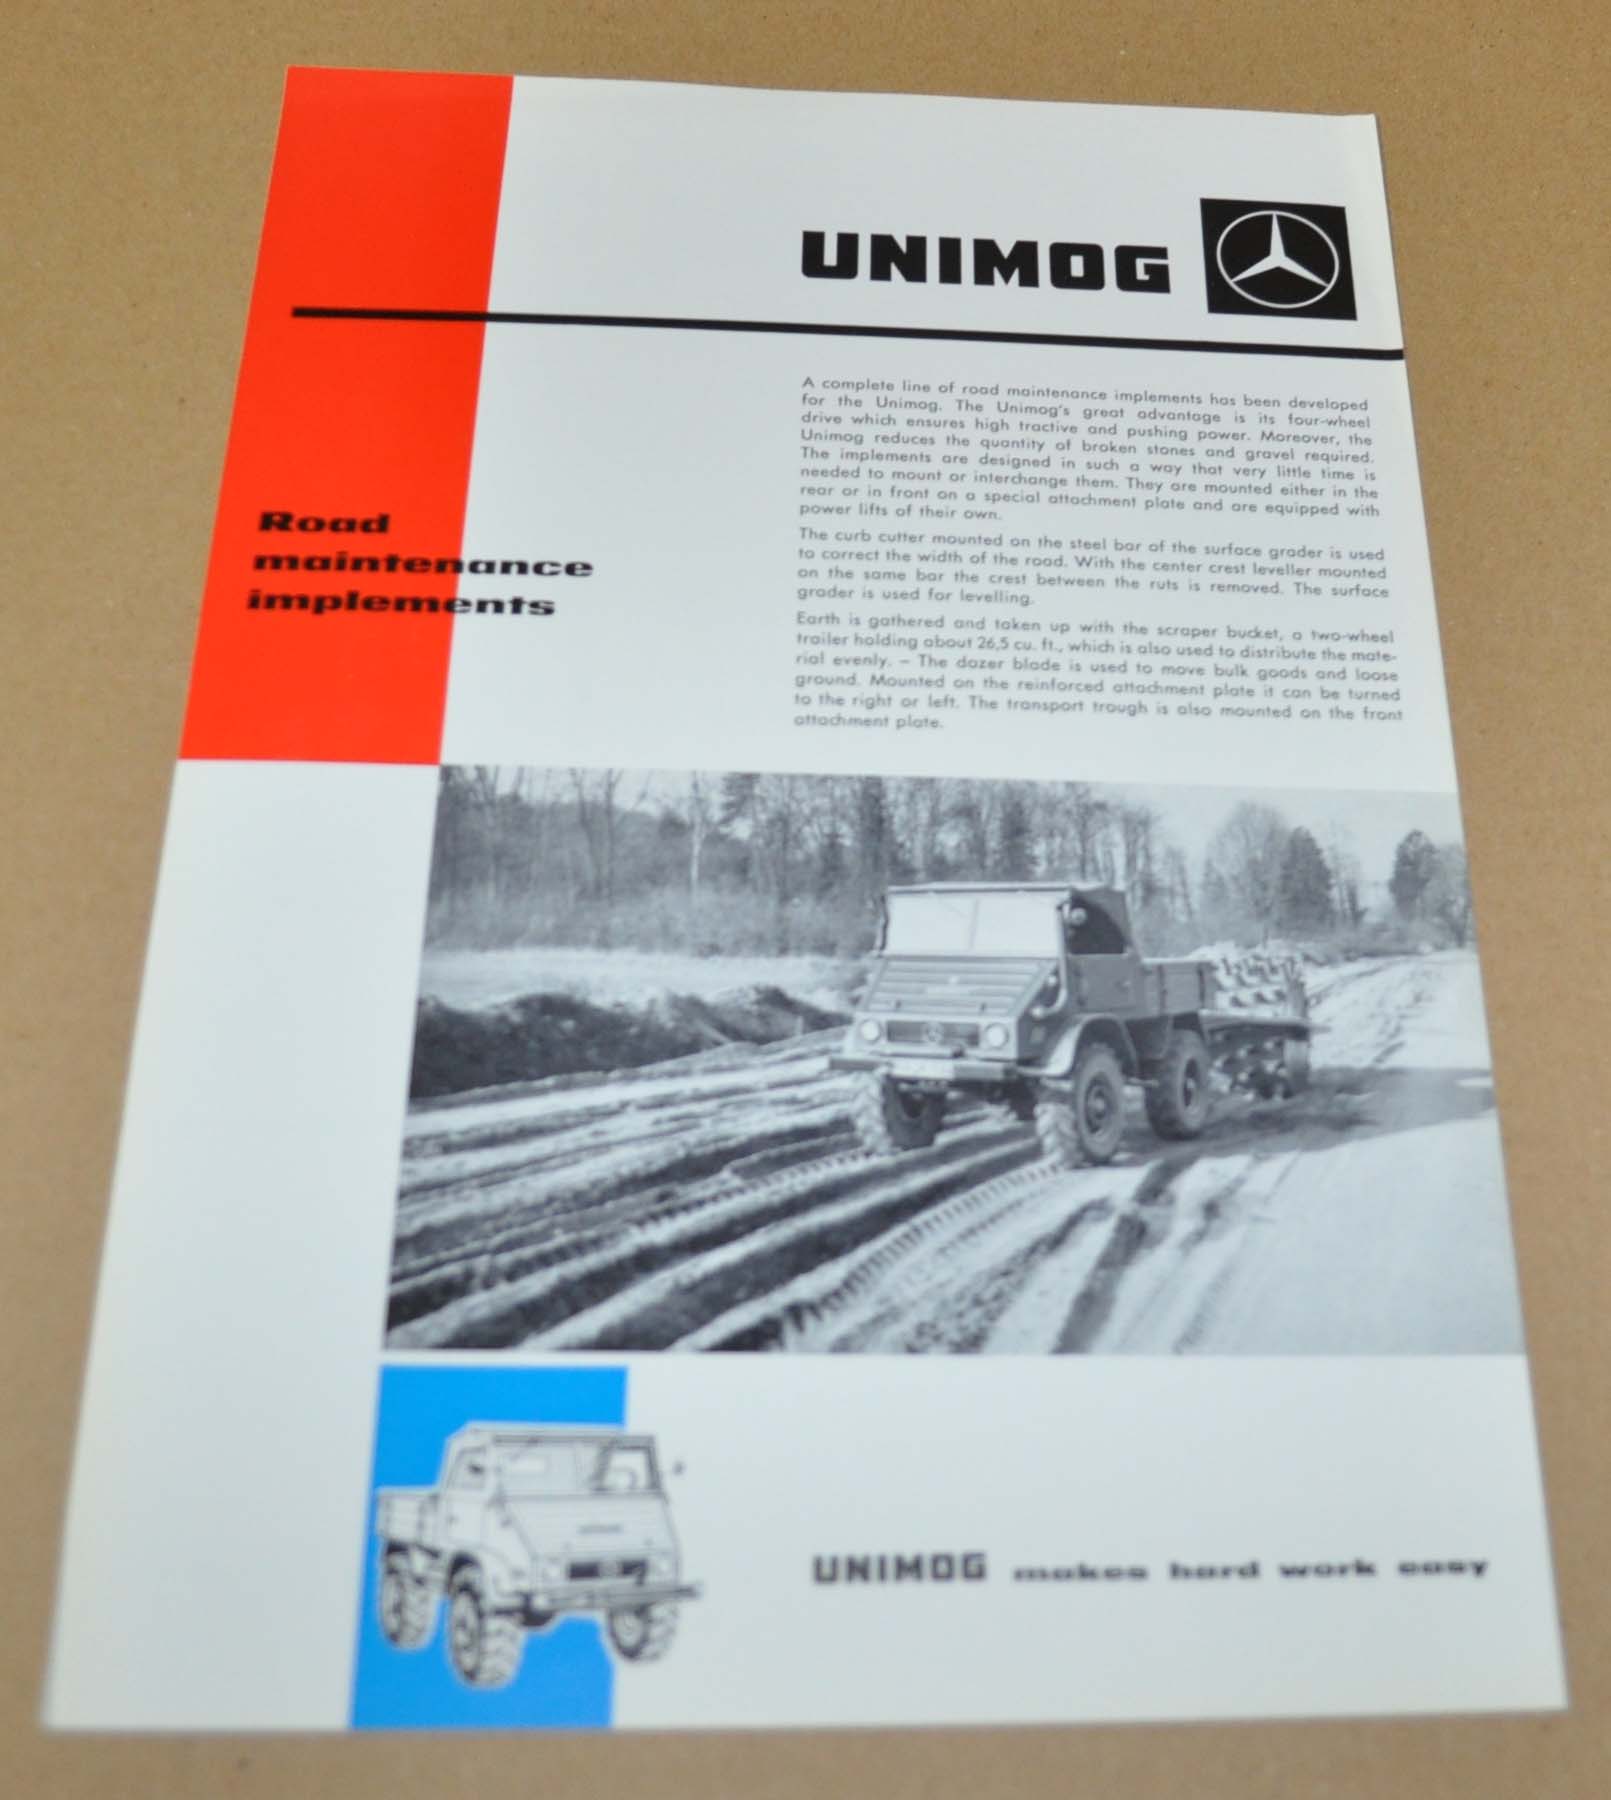 UNIMOG
A complete line of road maintenance implements has been developed
for the Unimog. The Unimog's great advantage is its four-wheel
drive which ensures high tractive and pushing power. Moreover, the
Unimog reduces the quantity of broken stones and gravel required.
The implements are designed in such a way that very little time is
needed to mount or interchange them. They are mounted either in the
rear or in front on a special attachment plate and are equipped with
power lifts of their own.
The curb cutter mounted on the steel bar of the surface grader is used
to correct the width of the road. With the center crest leveller mounted
on the same bar the crest between the ruts is removed. The surface
grader is used for levelling.
Earth is gathered and taken up with the scraper bucket, a two-wheel
trailer holding about 26,5 cu. ft., which is also used to distribute the mate-
rial evenly. – The dozer blade is used to move bulk goods and loose
ground. Mounted on the reinforced attachment plate it can be turned
to the right or left. The transport trough is also mounted on the front
attachment plate.
Road
maintenance
implements
UNIMOG makes hard work easy